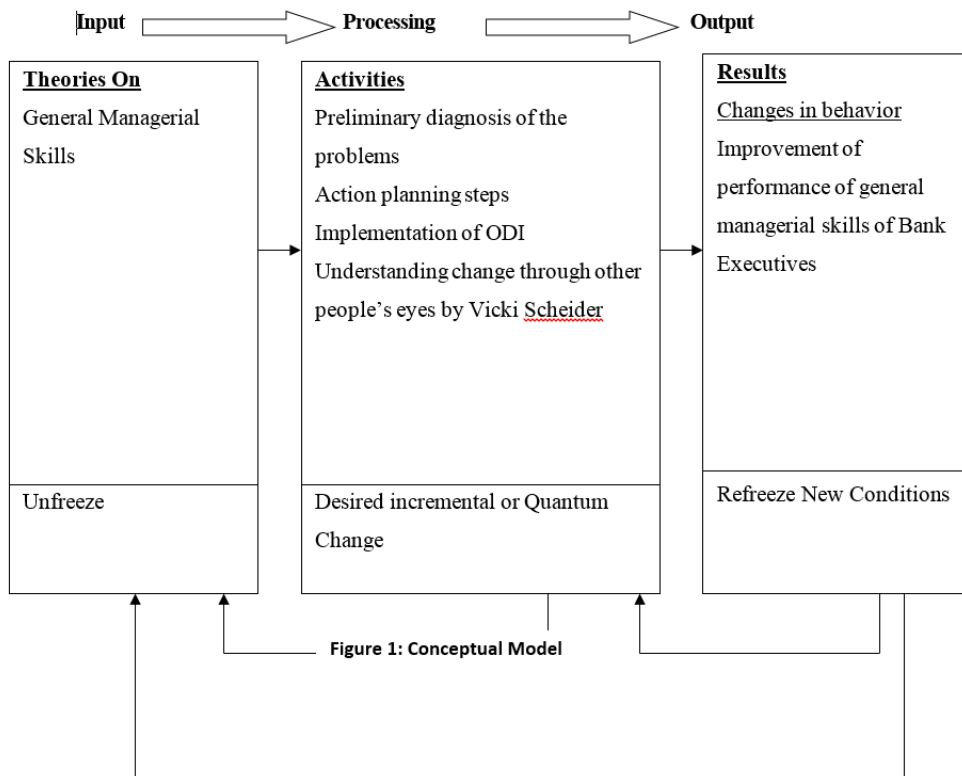 Input Processing Output
Theories On
General Managerial
Skills
Unfreeze
Activities
Preliminary diagnosis of the
problems
Action planning steps
Implementation of ODI
Understanding change through other
people’s eyes by Vicki Scheider
Desired incremental or Quantum
Change
Results
Changes in behavior
Improvement of
performance of general
managerial skills of Bank
Executives
Refreeze New Conditions
Figure 1: Conceptual Model